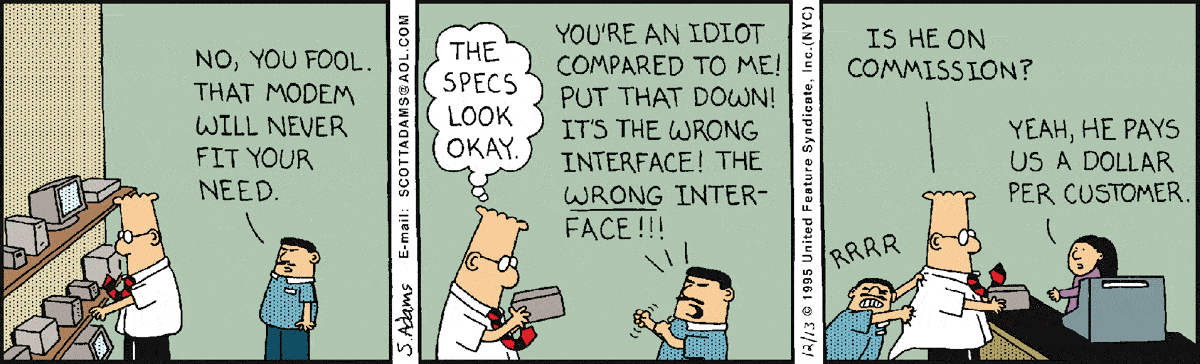 NO, YOU FOOL.
THAT MODEM
WILL NEVER
FIT YOUR
NEED.
S. Adams E-mail: SCOTTADAMS@AOL.COM
THE
SPECS
LOOK
OKAY.
YOU'RE AN IDIOT
COMPARED TO ME!
PUT THAT DOWN!
IT'S THE WRONG
INTERFACE! THE
WRONG INTER-
FACE!!!
12/13 © 1995 United Feature Syndicate, Inc.(NYC)
IS HE ON
COMMISSION?
RRRR
YEAH, HE PAYS
US A DOLLAR
PER CUSTOMER.